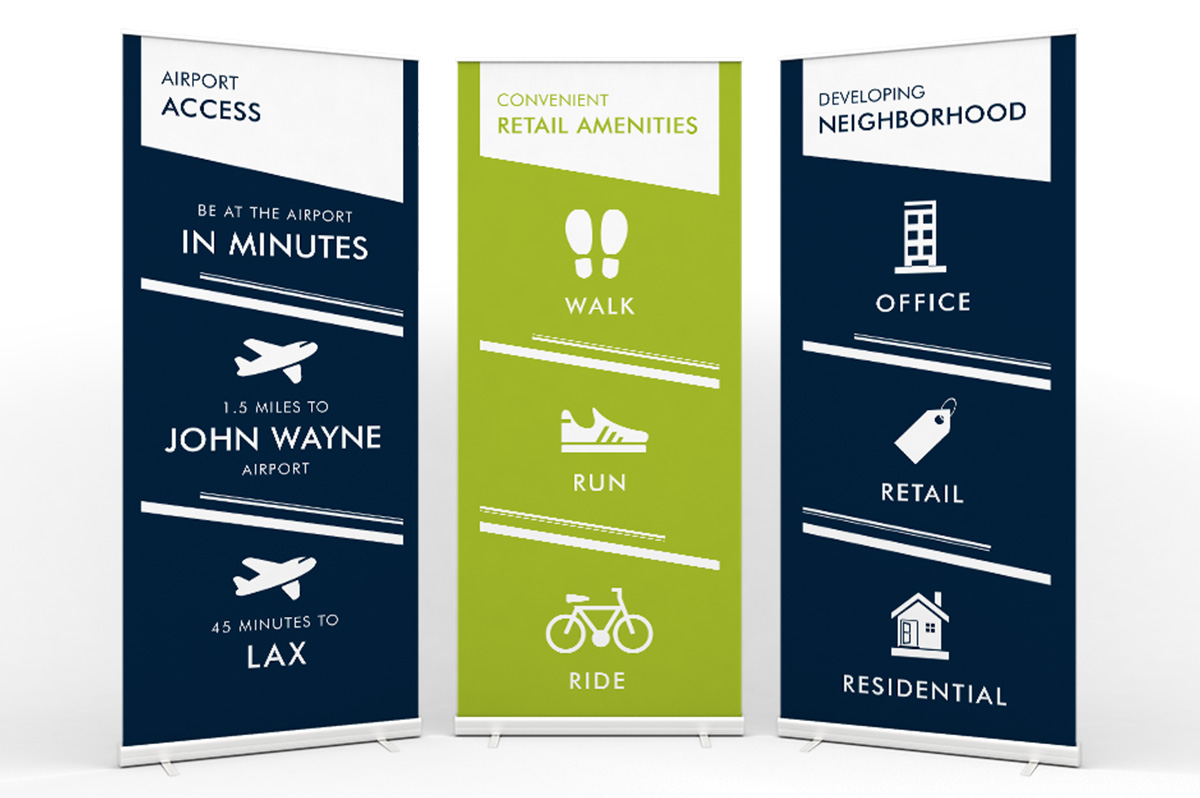 AIRPORT
ACCESS
BE AT THE AIRPORT
IN MINUTES
1.5 MILES TO
JOHN WAYNE
AIRPORT
45 MINUTES TO
LAX
CONVENIENT
RETAIL AMENITIES
WALK
RUN
RIDE
DEVELOPING
NEIGHBORHOOD
OFFICE
RETAIL
RESIDENTIAL